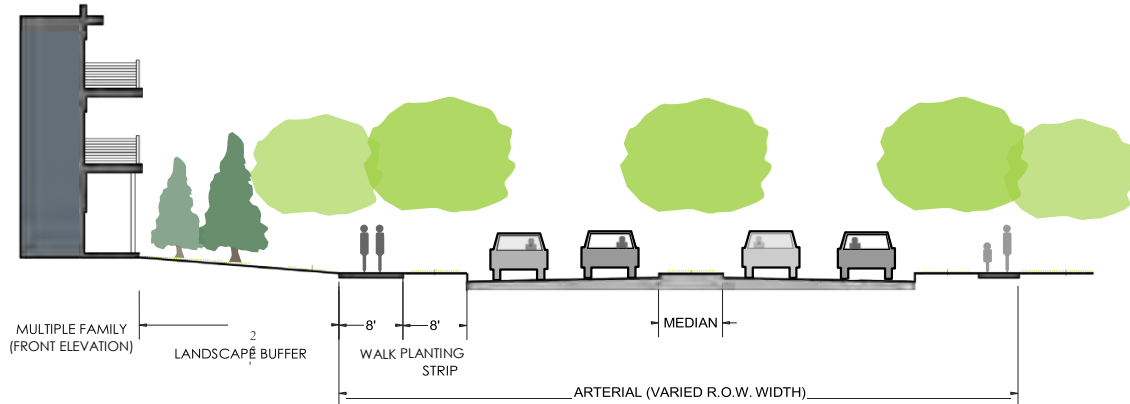 MULTIPLE FAMILY
(FRONT ELEVATION)
LANDSCAPE BUFFER
8'
8'
WALK
PLANTING
STRIP
MEDIAN
ARTERIAL (VARIED R.O.W. WIDTH)